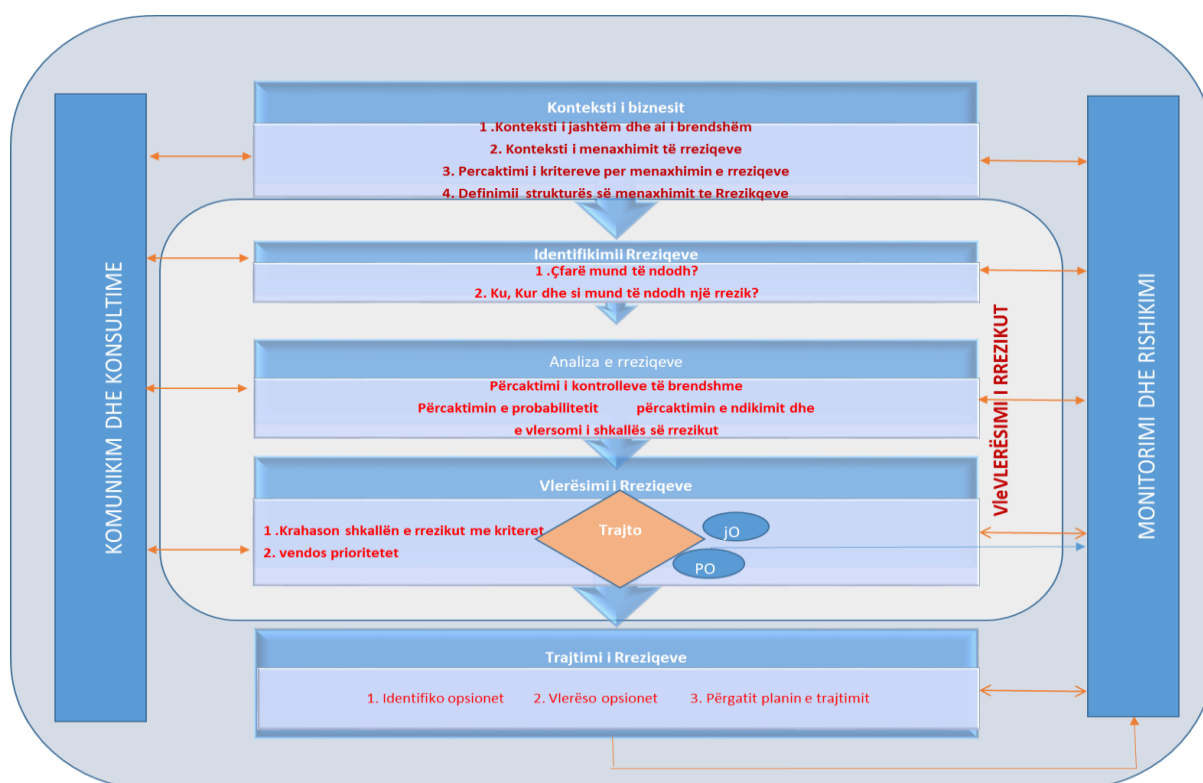 Konteksti i biznesit
1 .Konteksti i jashtëm dhe ai i brendshëm
2. Konteksti i menaxhimit të rreziqeve
3. Percaktimi i kritereve per menaxhimin e rreziqeve
4. Definimii strukturës së menaxhimit te Rrezikqeve
KOMUNIKIM DHE KONSULTIME
Identifikimii Rreziqeve
1 .Çfarë mund të ndodh?
2. Ku, Kur dhe si mund të ndodh një rrezik?
Analiza e rreziqeve
Përcaktimi i kontrolleve të brendshme
Përcaktimin e probabilitetit përcaktimin e ndikimit dhe
e vlersomi i shkallës së rrezikut
Vlerësimi i Rreziqeve
1 .Krahason shkallën e rrezikut me kriteret
2. vendos prioritetet
Trajto
jO
PO
VleVLERËSIMI I RREZIKUT
MONITORIMI DHE RISHIKIMI
Trajtimi i Rreziqeve
1. Identifiko opsionet 2. Vlerëso opsionet 3. Përgatit planin e trajtimit